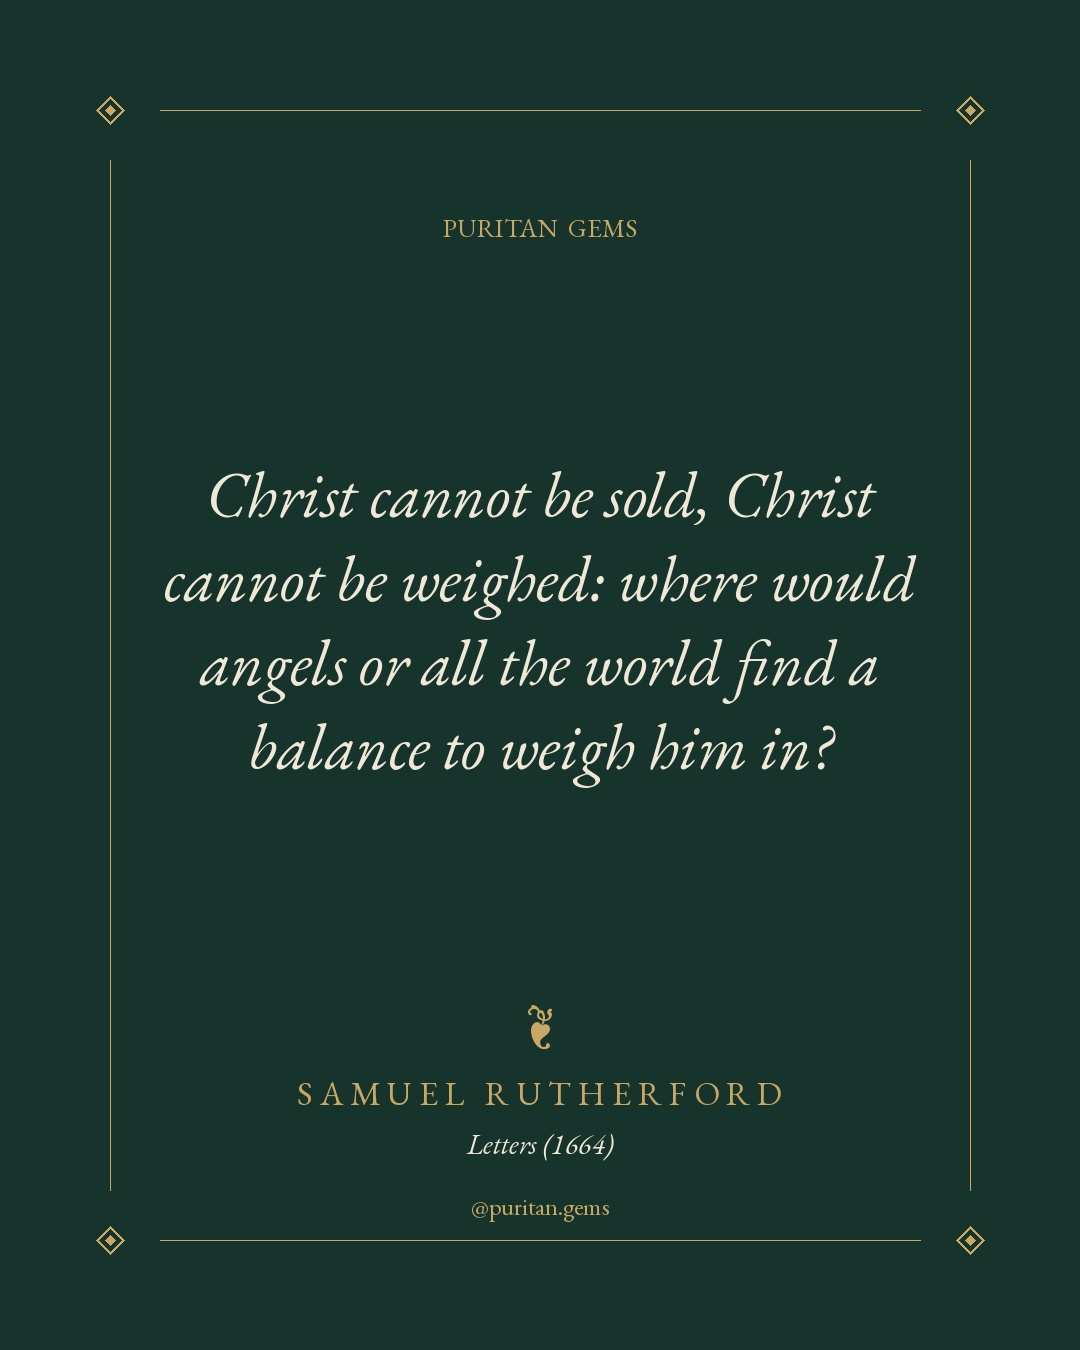 PURITAN GEMS
Christ cannot be sold, Christ
cannot be weighed: where would
angels or all the world find a
balance to weigh him in?
SAMUEL RUTHERFORD
Letters (1664)
@puritan.gems